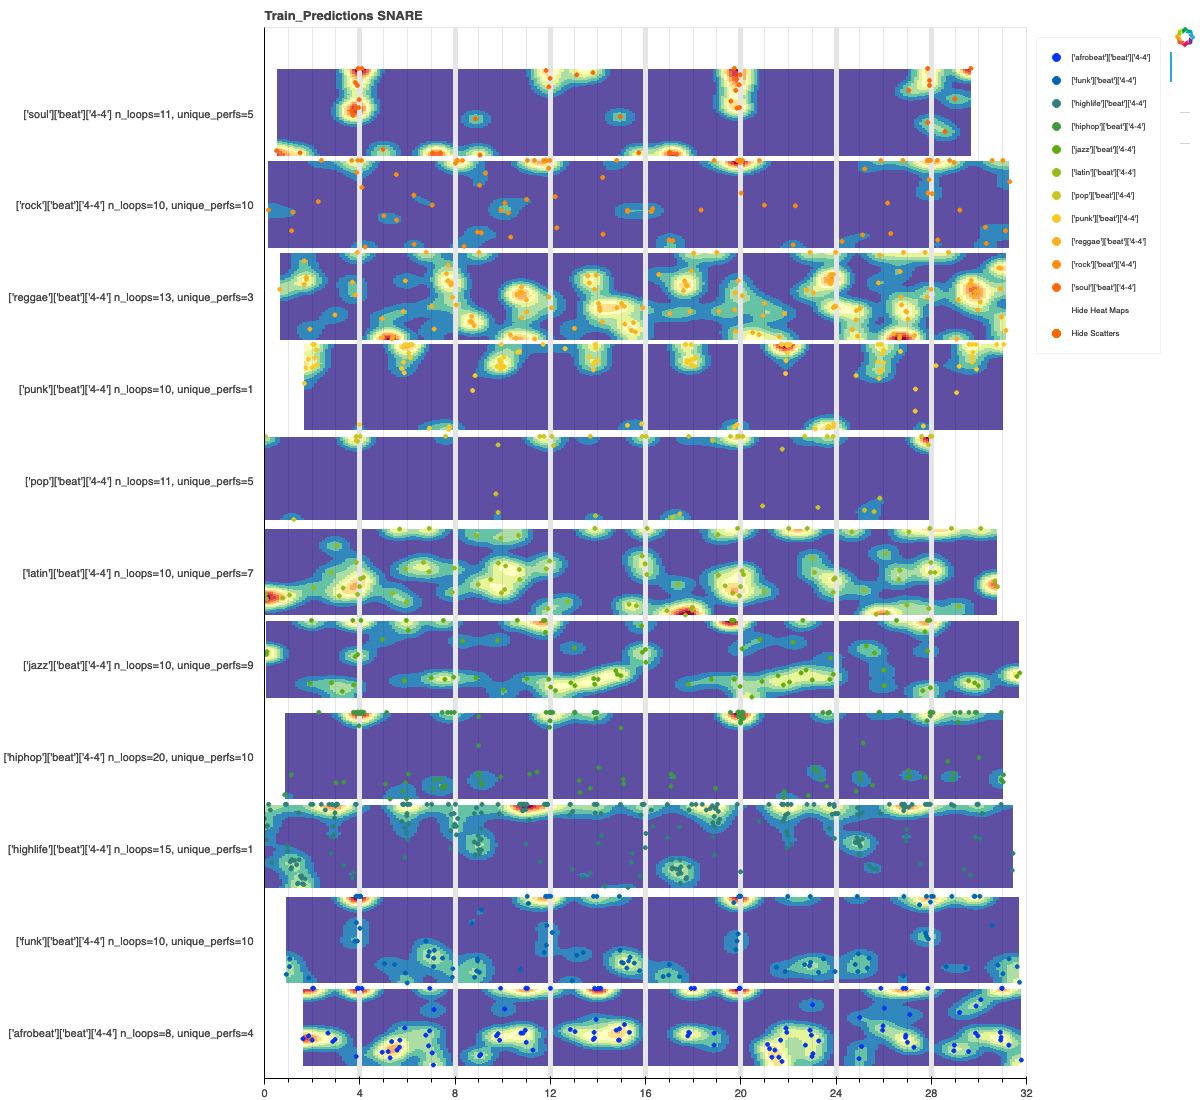 Train_Predictions SNARE
['soul']['beat']['4-4'] n_loops=11, unique_perfs=5
['rock']['beat']['4-4'] n_loops=10, unique_perfs=10
['reggae']['beat']['4-4'] n_loops=13, unique_perfs=3
['punk']['beat']['4-4'] n_loops=10, unique_perfs=1
['pop']['beat']['4-4'] n_loops=11, unique_perfs=5
['latin']['beat']['4-4'] n_loops=10, unique_perfs=7
['jazz']['beat']['4-4'] n_loops=10, unique_perfs=9
['hiphop']['beat']['4-4'] n_loops=20, unique_perfs=10
['highlife']['beat']['4-4'] n_loops=15, unique_perfs=1
['funk']['beat']['4-4'] n_loops=10, unique_perfs=10
['afrobeat']['beat']['4-4'] n_loops=8, unique_perfs=4
0 4 8 12 16 20 24 28 32
['afrobeat']['beat']['4-4']
['funk']['beat']['4-4']
['highlife']['beat']['4-4']
['hiphop']['beat']['4-4']
['jazz']['beat']['4-4']
['latin']['beat']['4-4']
['pop']['beat']['4-4']
['punk']['beat']['4-4']
['reggae']['beat']['4-4']
['rock']['beat']['4-4']
['soul']['beat']['4-4']
Hide Heat Maps
Hide Scatters